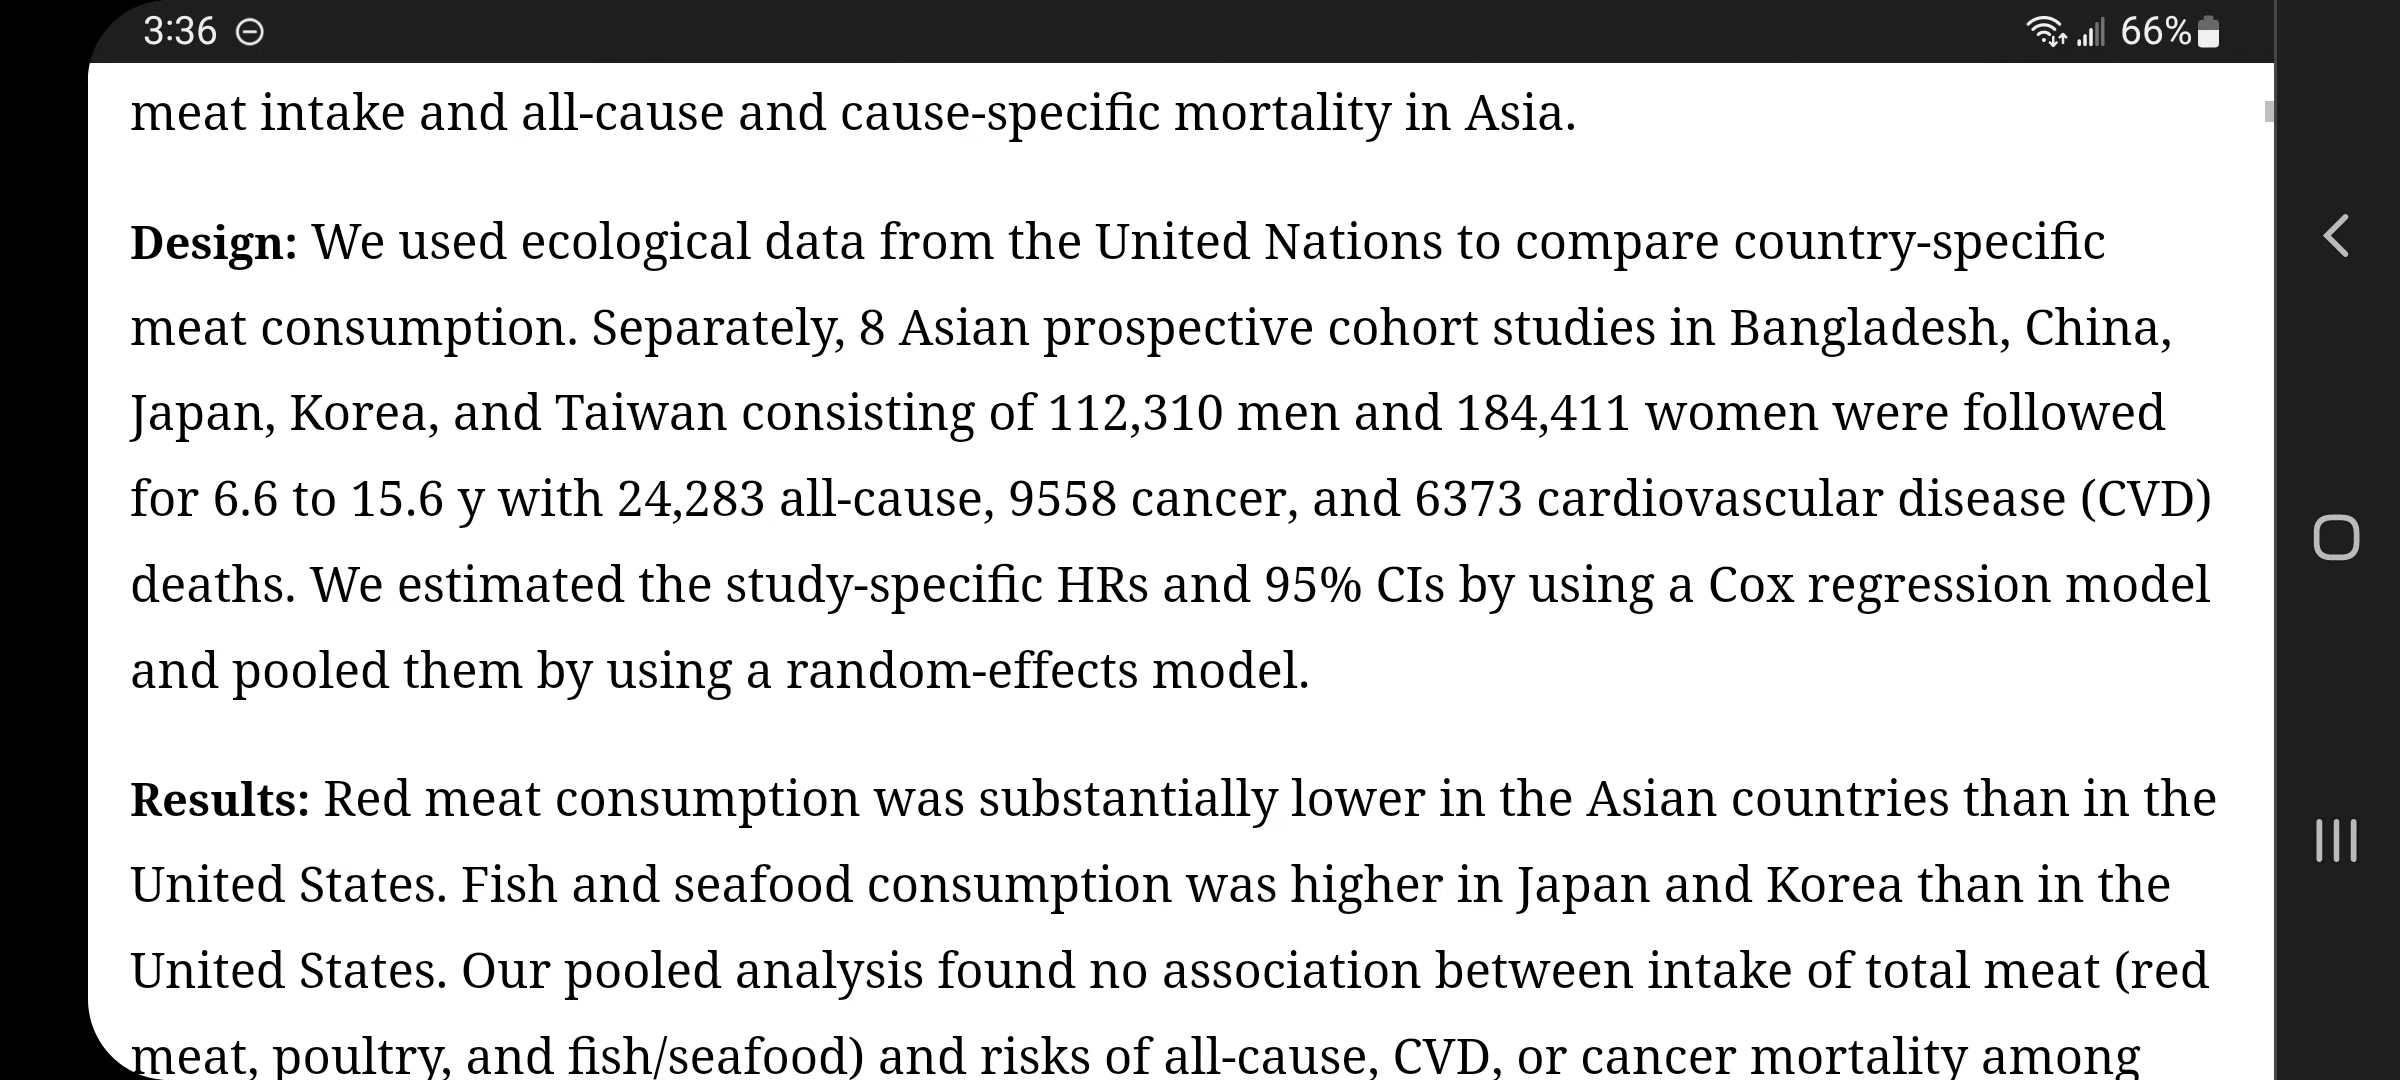 3:36
66%
meat intake and all-cause and cause-specific mortality in Asia.
Design: We used ecological data from the United Nations to compare country-specific
meat consumption. Separately, 8 Asian prospective cohort studies in Bangladesh, China,
Japan, Korea, and Taiwan consisting of 112,310 men and 184,411 women were followed
for 6.6 to 15.6 y with 24,283 all-cause, 9558 cancer, and 6373 cardiovascular disease (CVD)
deaths. We estimated the study-specific HRs and 95% CIs by using a Cox regression model
and pooled them by using a random-effects model.
Results: Red meat consumption was substantially lower in the Asian countries than in the
United States. Fish and seafood consumption was higher in Japan and Korea than in the
United States. Our pooled analysis found no association between intake of total meat (red
meat, poultry, and fish/seafood) and risks of all-cause, CVD, or cancer mortality among